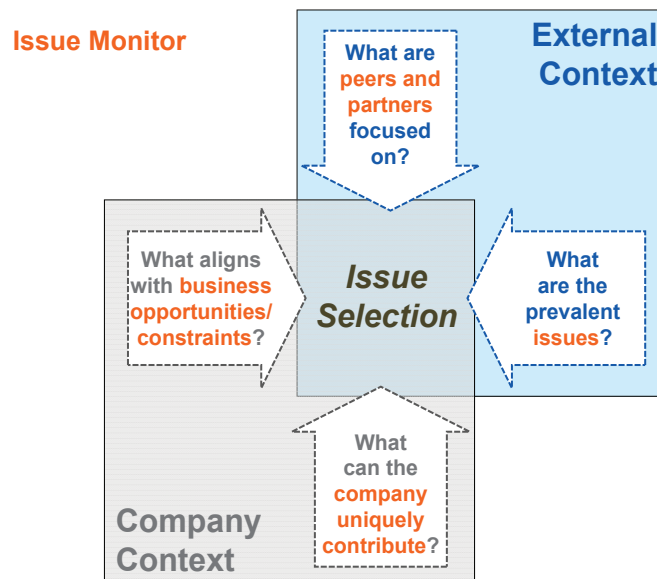 Issue Monitor
External
Context
What are
peers and
partners
focused
on?
What aligns
with business
opportunities/
constraints?
Issue
Selection
What
are the
prevalent
issues?
What
can the
company
uniquely
contribute?
Company
Context